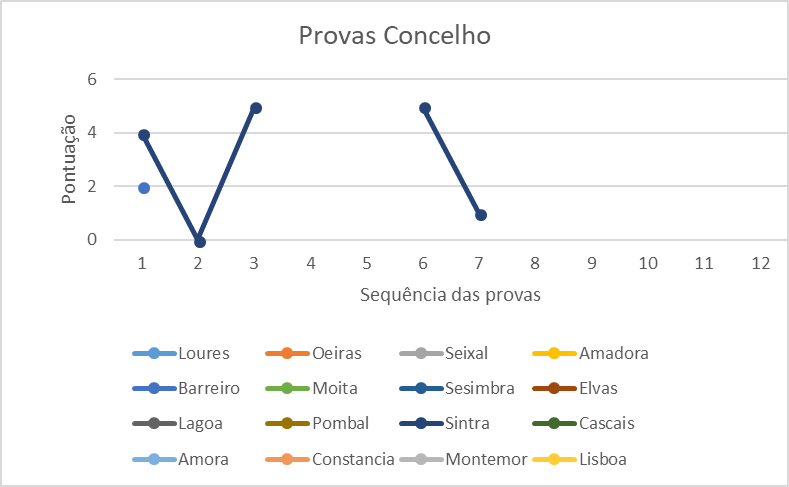 Provas Concelho
6
4
2
0
Pontuação
1 2 3 4 5 6 7 8 9 10 11 12
Sequência das provas
Loures Oeiras Seixal Amadora
Barreiro Moita Sesimbra Elvas
Lagoa Pombal Sintra Cascais
Amora Constancia Montemor Lisboa